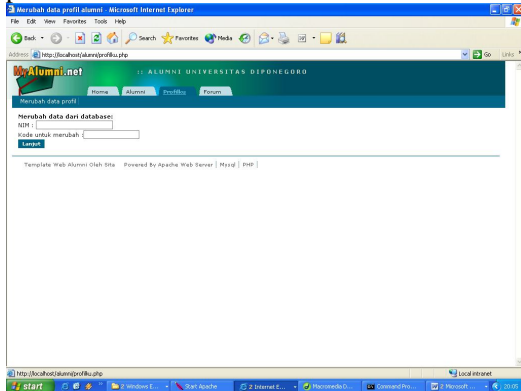 Merubah data profil alumni - Microsoft Internet Explorer
File Edit View Favorites Tools Help
Back Search Favorites Media
Address http://localhost/alumni/profilku.php Go Links
MyAlumni.net :: ALUMNI UNIVERSITAS DIPONEGORO
Home Alumni Profilku Forum
Merubah data profil
Merubah data dari database:
NIM :
Kode untuk merubah :
Lanjut
Template Web Alumni Oleh Sita Powered By Apache Web Server | Mysql | PHP |
http://localhost/alumni/profilku.php Local intranet
start 2 Windows E... Start Apache 2 Internet E... Macromedia D... Command Pro... 2 Microsoft ... 20:05